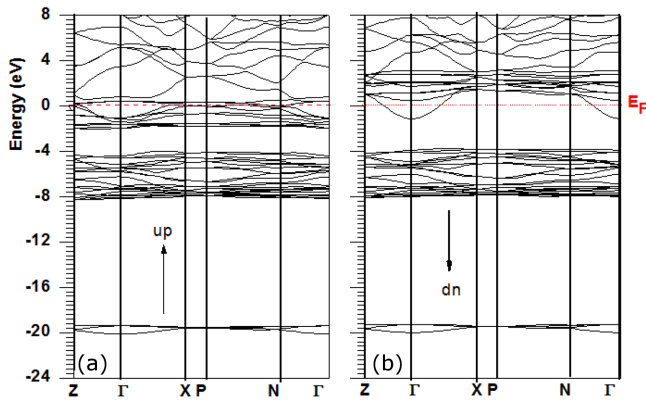 8
4
0
-4
-8
-12
-16
-20
-24
Energy (eV)
up
(a)
Z Γ X P N Γ
dn
(b)
Z Γ X P N Γ
E_F